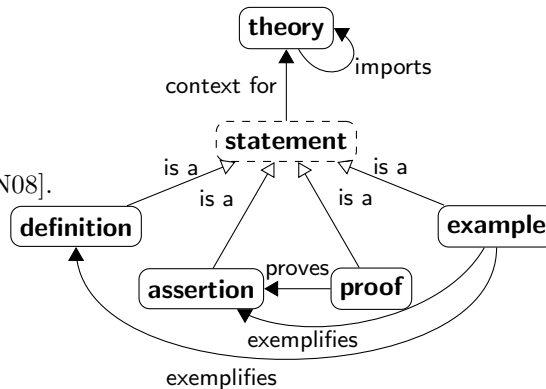 theory
imports
context for
statement
is a
is a
is a
is a
N08].
definition
example
proves
assertion
proof
exemplifies
exemplifies